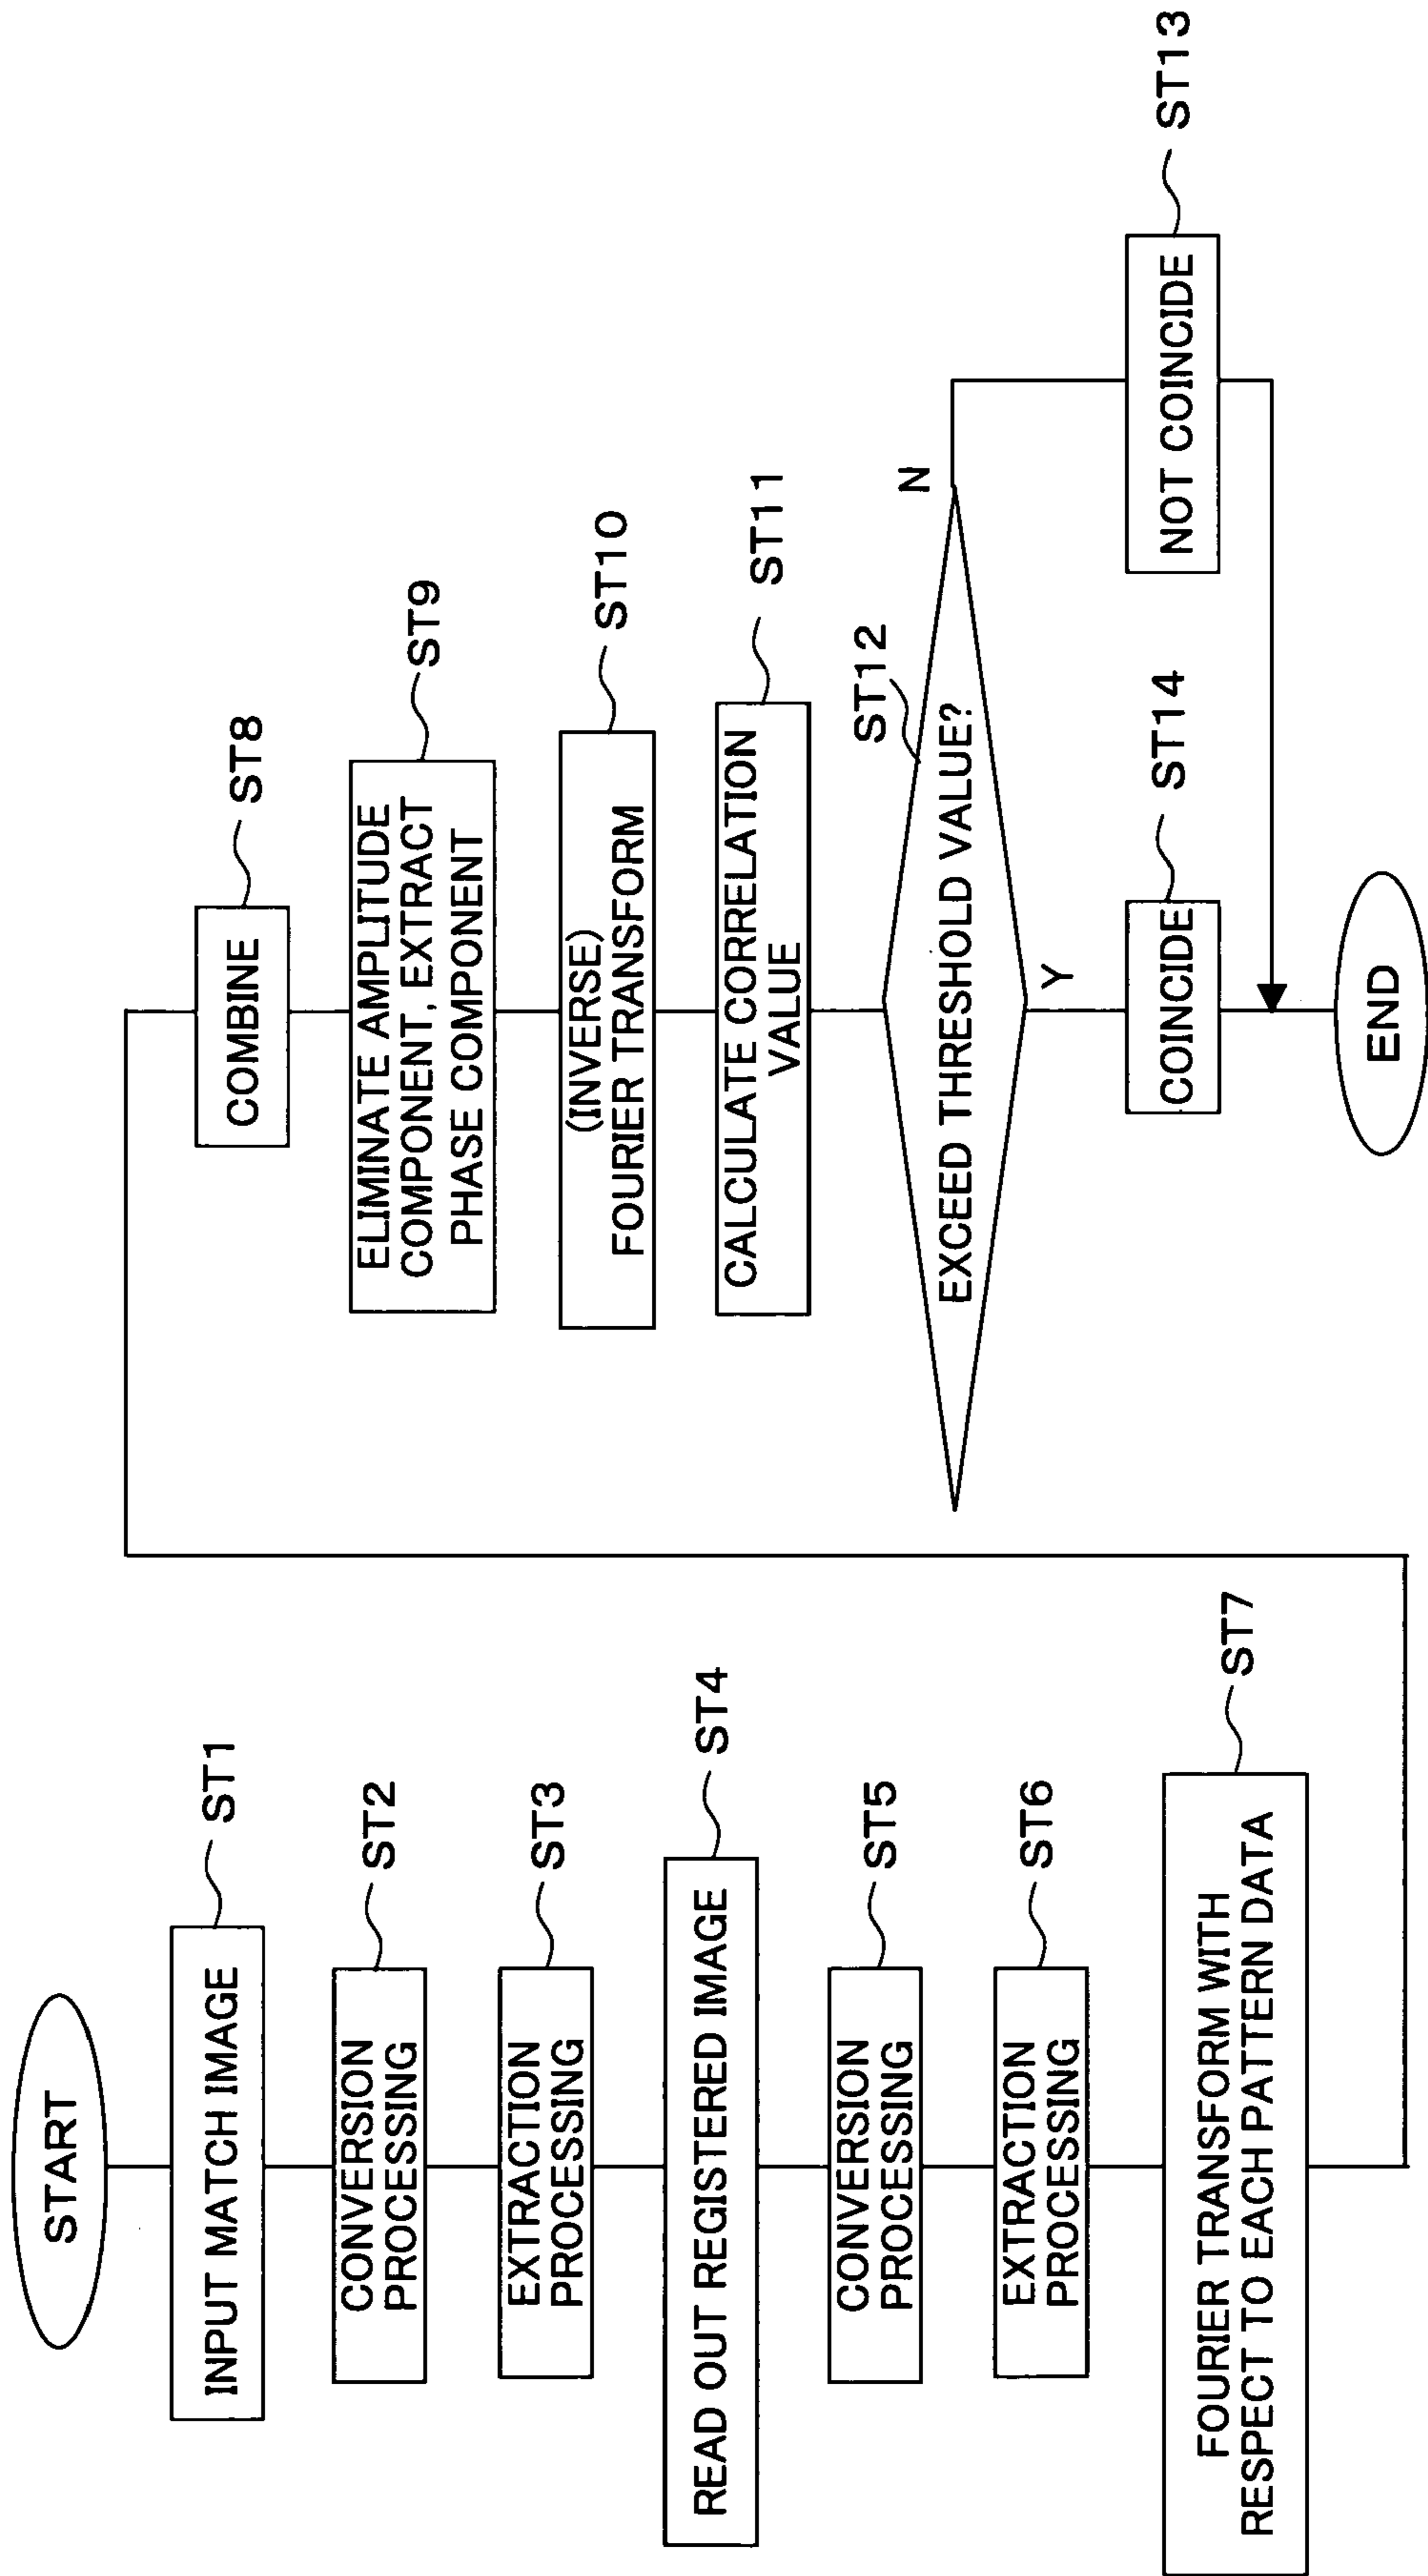 START
INPUT MATCH IMAGE
ST1
CONVERSION
PROCESSING
ST2
EXTRACTION
PROCESSING
ST3
READ OUT REGISTERED IMAGE
ST4
CONVERSION
PROCESSING
ST5
EXTRACTION
PROCESSING
ST6
FOURIER TRANSFORM WITH
RESPECT TO EACH PATTERN DATA
ST7
COMBINE
ST8
ELIMINATE AMPLITUDE
COMPONENT, EXTRACT
PHASE COMPONENT
ST9
(INVERSE)
FOURIER TRANSFORM
ST10
CALCULATE CORRELATION
VALUE
ST11
EXCEED THRESHOLD VALUE?
ST12
N
Y
NOT COINCIDE
ST13
COINCIDE
ST14
END